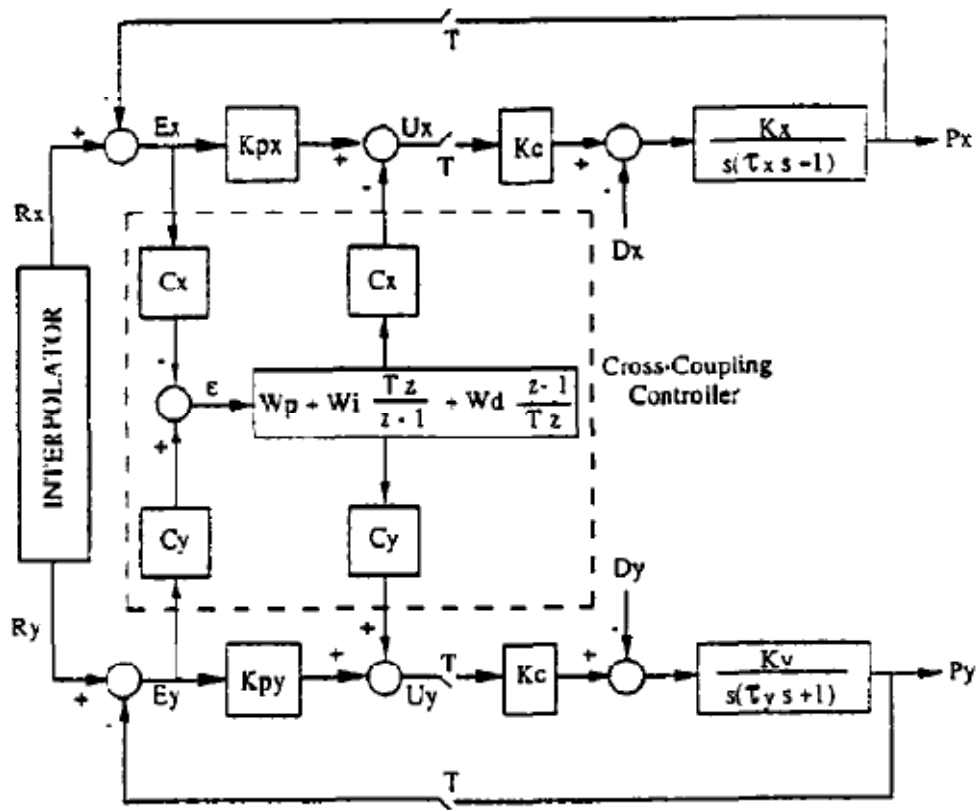 T
+
-
Ex
Kpx
+
-
Ux
T
Kc
+
-
Kx
s(τx s -1)
Px
Rx
Dx
Cx
Cx
-
+
ε
Wp + Wi Tz / z - 1 + Wd z - 1 / Tz
Cross-Coupling
Controller
INTERPOLATOR
Cy
Cy
Dy
Ry
+
-
Ey
Kpy
+
+
Uy
T
Kc
+
-
Kv
s(τy s +1)
Py
T